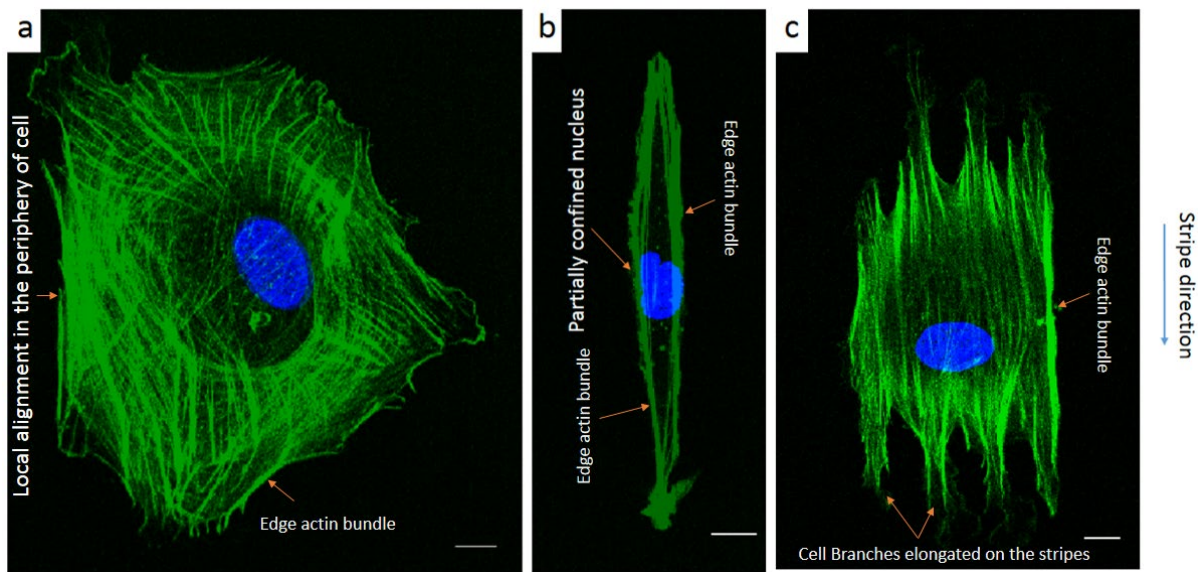 a
Local alignment in the periphery of cell
Edge actin bundle
b
Partially confined nucleus
Edge actin bundle
Edge actin bundle
c
Edge actin bundle
Cell Branches elongated on the stripes
Stripe direction